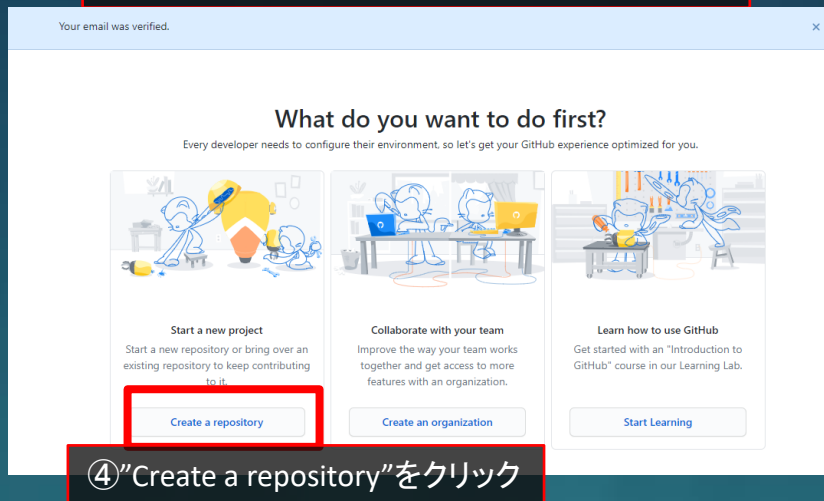 Your email was verified.
×
What do you want to do first?
Every developer needs to configure their environment, so let's get your GitHub experience optimized for you.
Start a new project
Start a new repository or bring over an
existing repository to keep contributing
to it.
Create a repository
Collaborate with your team
Improve the way your team works
together and get access to more
features with an organization.
Create an organization
Learn how to use GitHub
Get started with an "Introduction to
GitHub" course in our Learning Lab.
Start Learning
④”Create a repository”をクリック